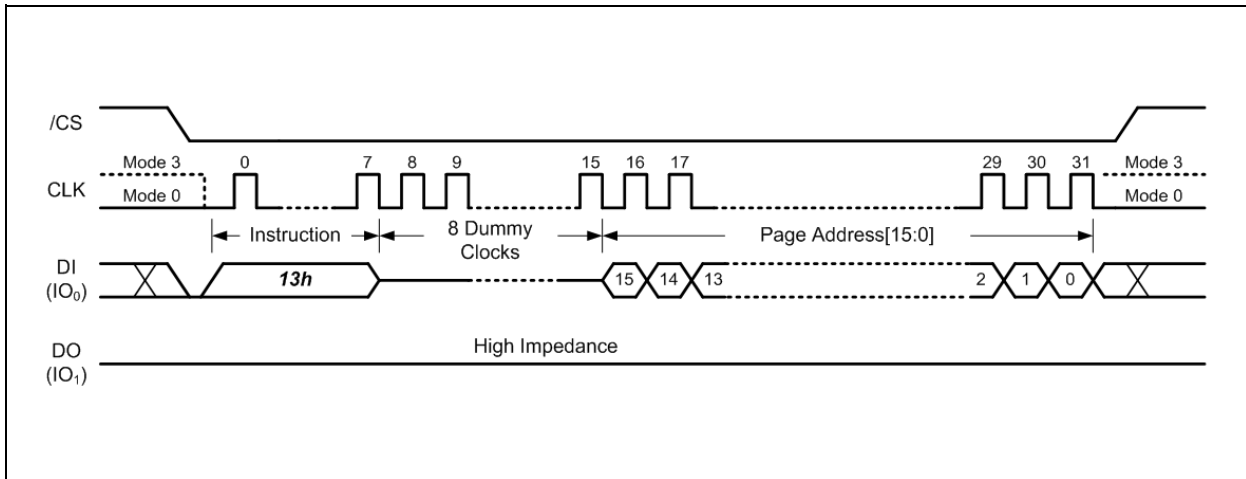 /CS
Mode 3 0 7 8 9 15 16 17 29 30 31 Mode 3
CLK
Mode 0 Mode 0
Instruction 8 Dummy Clocks Page Address[15:0]
DI
(IO₀)
13h 15 14 13 2 1 0
DO
(IO₁)
High Impedance